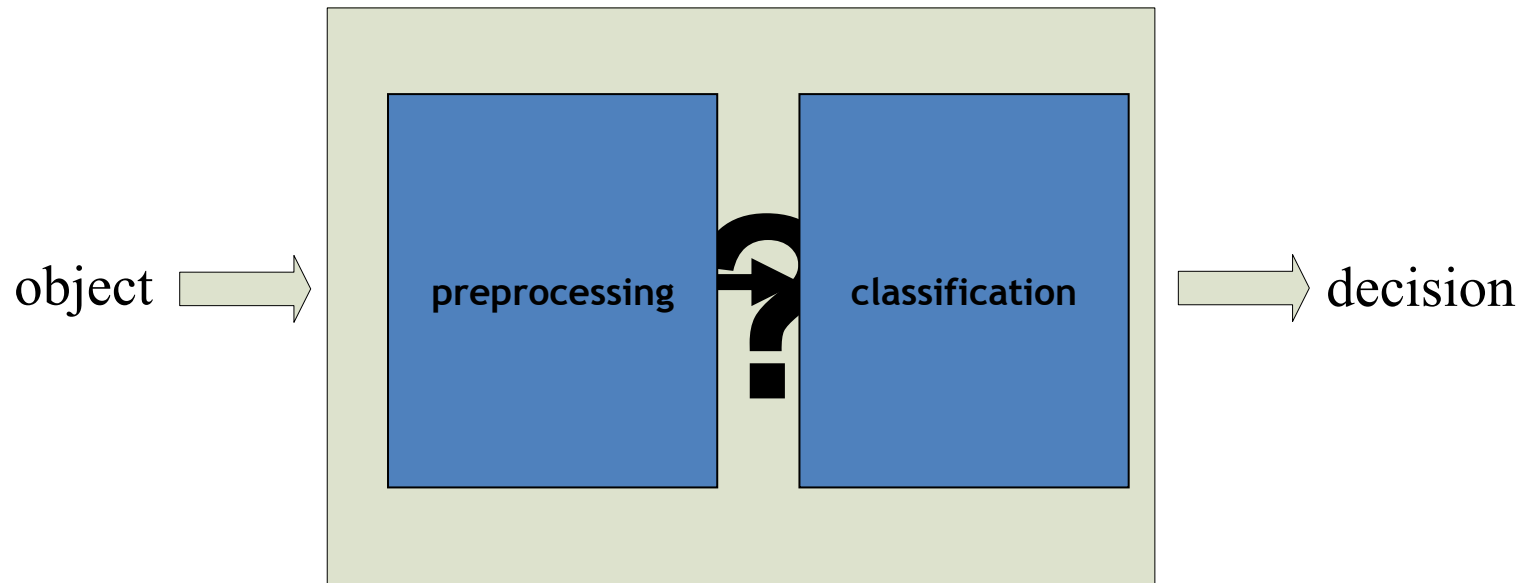 object
preprocessing
?
classification
decision